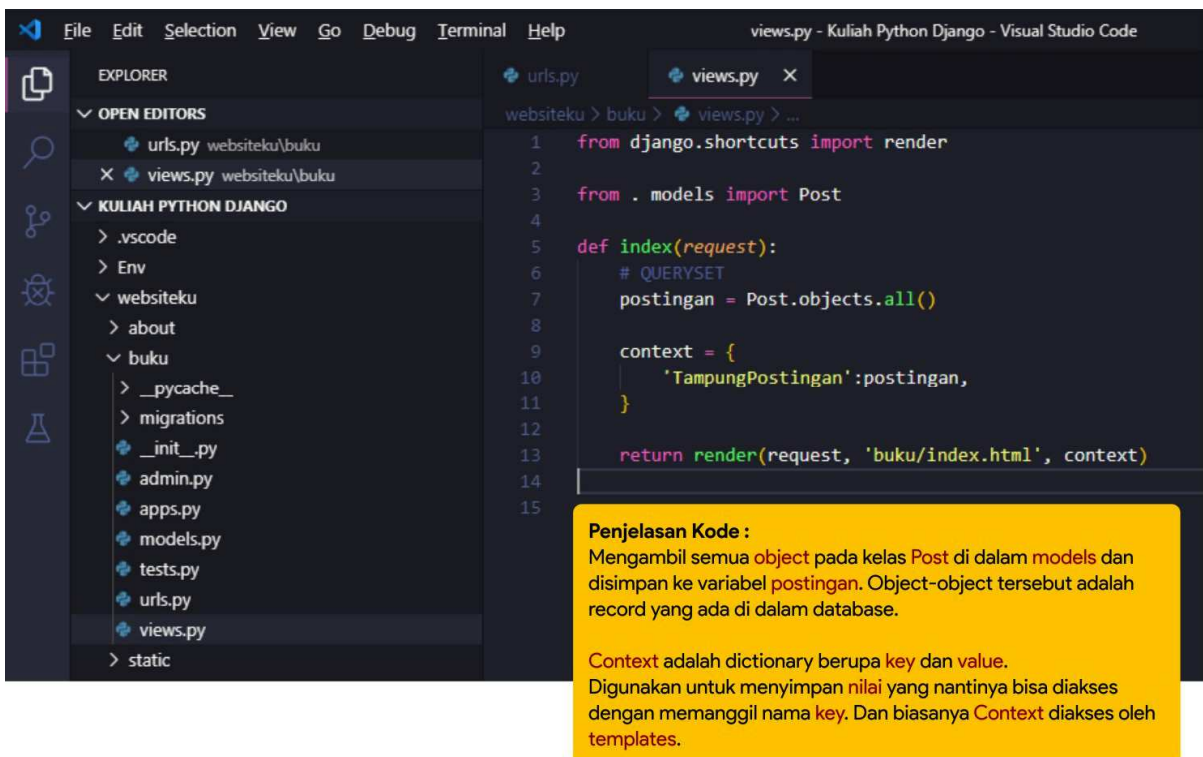 File Edit Selection View Go Debug Terminal Help views.py - Kuliah Python Django - Visual Studio Code
EXPLORER
OPEN EDITORS
urls.py websiteku\buku
views.py websiteku\buku
KULIAH PYTHON DJANGO
.vscode
Env
websiteku
about
buku
__pycache__
migrations
__init__.py
admin.py
apps.py
models.py
tests.py
urls.py
views.py
static
urls.py views.py
websiteku > buku > views.py > ...
1 from django.shortcuts import render
2
3 from . models import Post
4
5 def index(request):
6 # QUERYSET
7 postingan = Post.objects.all()
8
9 context = {
10 'TampungPostingan':postingan,
11 }
12
13 return render(request, 'buku/index.html', context)
14
15
Penjelasan Kode :
Mengambil semua object pada kelas Post di dalam models dan
disimpan ke variabel postingan. Object-object tersebut adalah
record yang ada di dalam database.
Context adalah dictionary berupa key dan value.
Digunakan untuk menyimpan nilai yang nantinya bisa diakses
dengan memanggil nama key. Dan biasanya Context diakses oleh
templates.